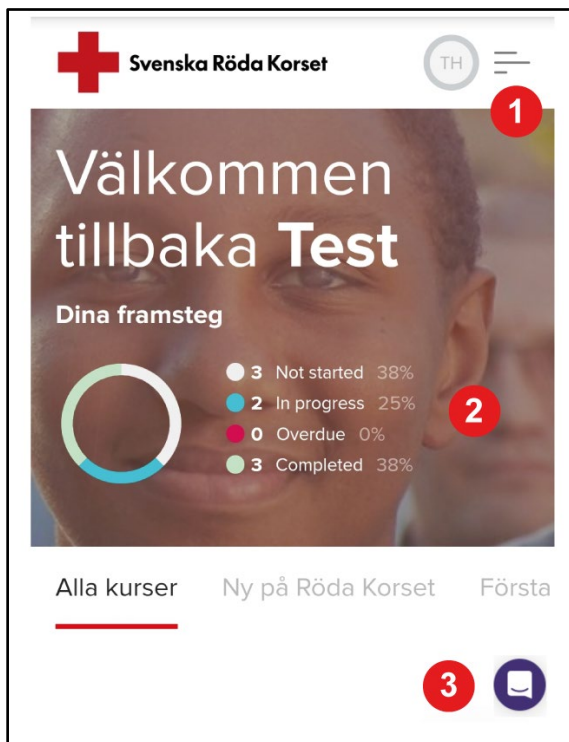 Svenska Röda Korset
TH
1
Välkommen
tillbaka Test
Dina framsteg
3 Not started 38%
2 In progress 25%
0 Overdue 0%
3 Completed 38%
2
Alla kurser Ny på Röda Korset Första
3